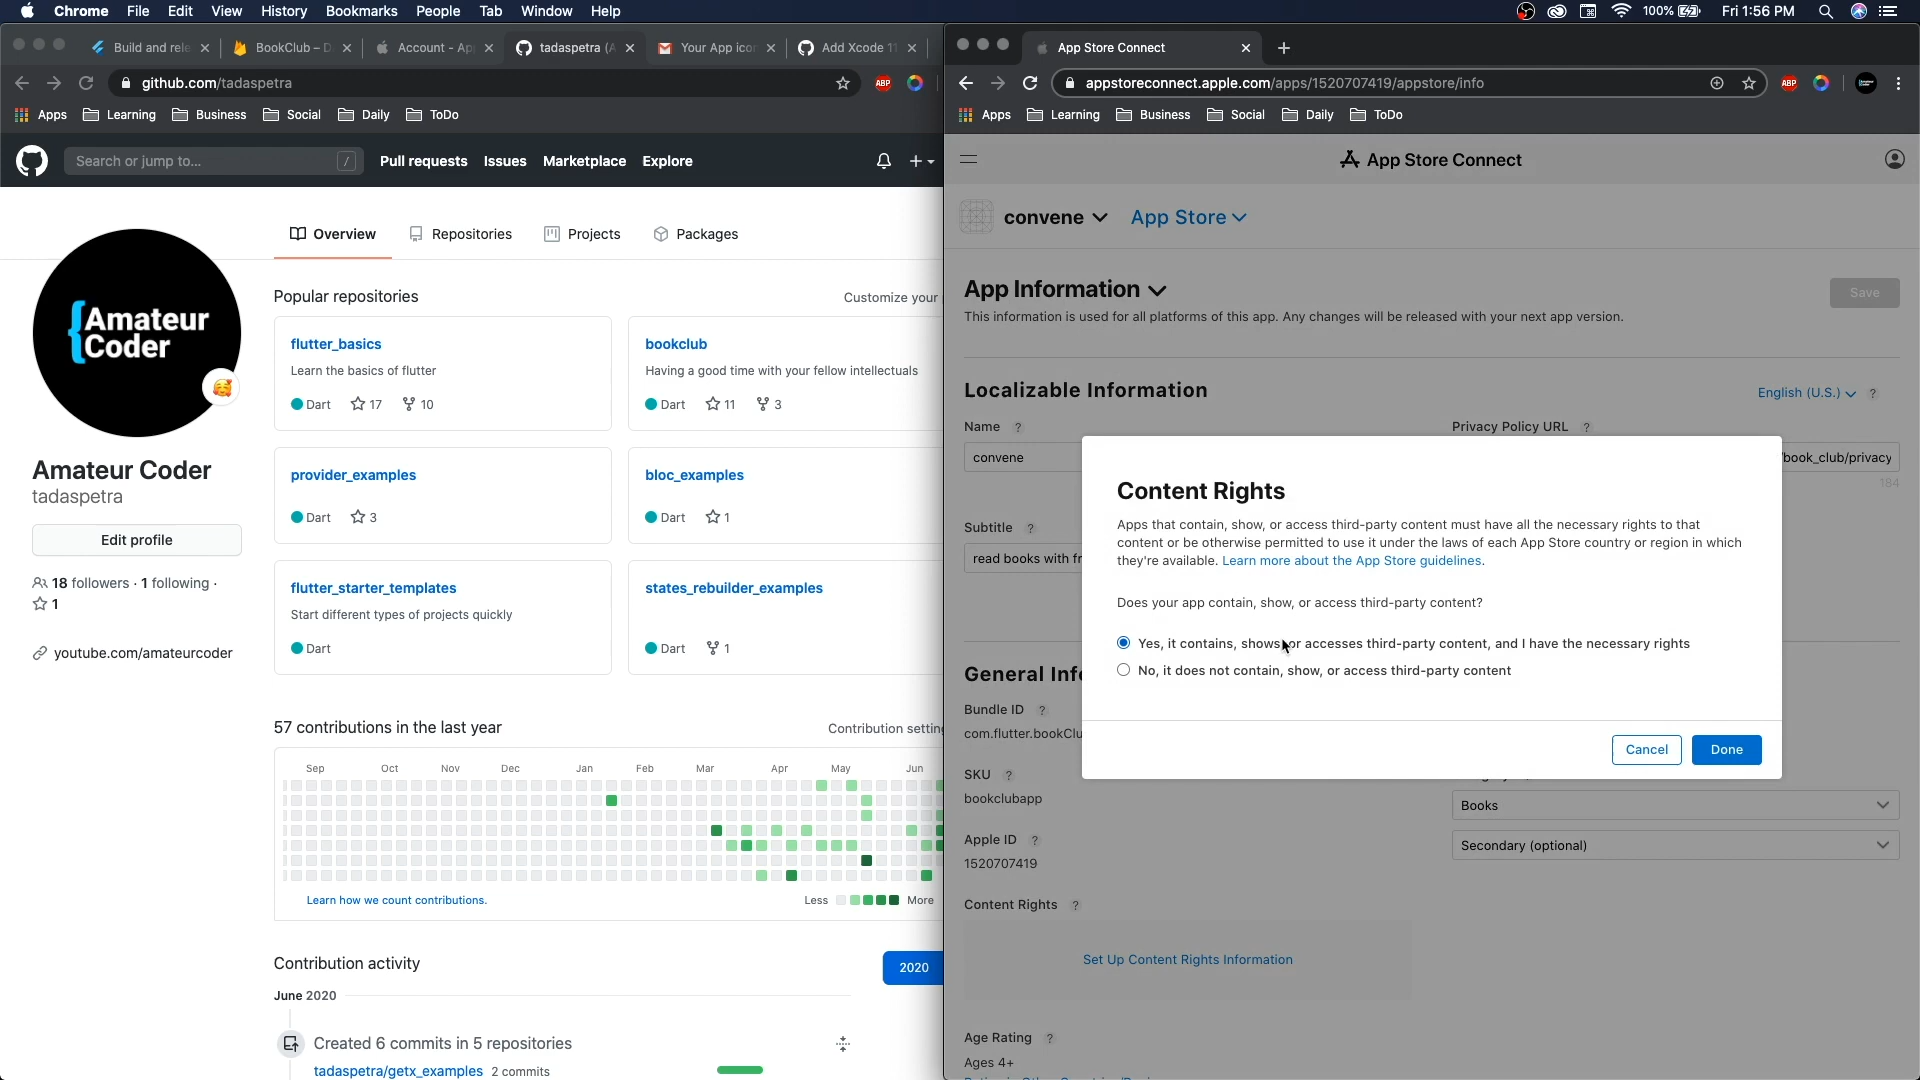 Chrome File Edit View History Bookmarks People Tab Window Help
100% Fri 1:56 PM
Build and rele
BookClub – D
Account - Ap
tadaspetra (A
Your App icon
Add Xcode 11
github.com/tadaspetra
ABP
Apps Learning Business Social Daily ToDo
Search or jump to... /
Pull requests Issues Marketplace Explore
Overview Repositories Projects Packages
{Amateur
Coder
Amateur Coder
tadaspetra
Edit profile
18 followers · 1 following ·
1
youtube.com/amateurcoder
Popular repositories
Customize your
flutter_basics
Learn the basics of flutter
Dart 17 10
bookclub
Having a good time with your fellow intellectuals
Dart 11 3
provider_examples
Dart 3
bloc_examples
Dart 1
flutter_starter_templates
Start different types of projects quickly
Dart
states_rebuilder_examples
Dart 1
57 contributions in the last year
Contribution setting
Sep Oct Nov Dec Jan Feb Mar Apr May Jun
Learn how we count contributions.
Less More
Contribution activity
2020
June 2020
Created 6 commits in 5 repositories
tadaspetra/getx_examples 2 commits
App Store Connect
appstoreconnect.apple.com/apps/1520707419/appstore/info
ABP
Apps Learning Business Social Daily ToDo
App Store Connect
convene App Store
App Information
Save
This information is used for all platforms of this app. Any changes will be released with your next app version.
Localizable Information
English (U.S.) ?
Name ?
convene
Privacy Policy URL ?
book_club/privacy
184
Subtitle ?
read books with fr
Content Rights
Apps that contain, show, or access third-party content must have all the necessary rights to that
content or be otherwise permitted to use it under the laws of each App Store country or region in which
they're available. Learn more about the App Store guidelines.
Does your app contain, show, or access third-party content?
Yes, it contains, shows, or accesses third-party content, and I have the necessary rights
No, it does not contain, show, or access third-party content
Cancel Done
General Info
Bundle ID ?
com.flutter.bookClu
SKU ?
bookclubapp
Apple ID ?
1520707419
Books
Secondary (optional)
Content Rights ?
Set Up Content Rights Information
Age Rating ?
Ages 4+